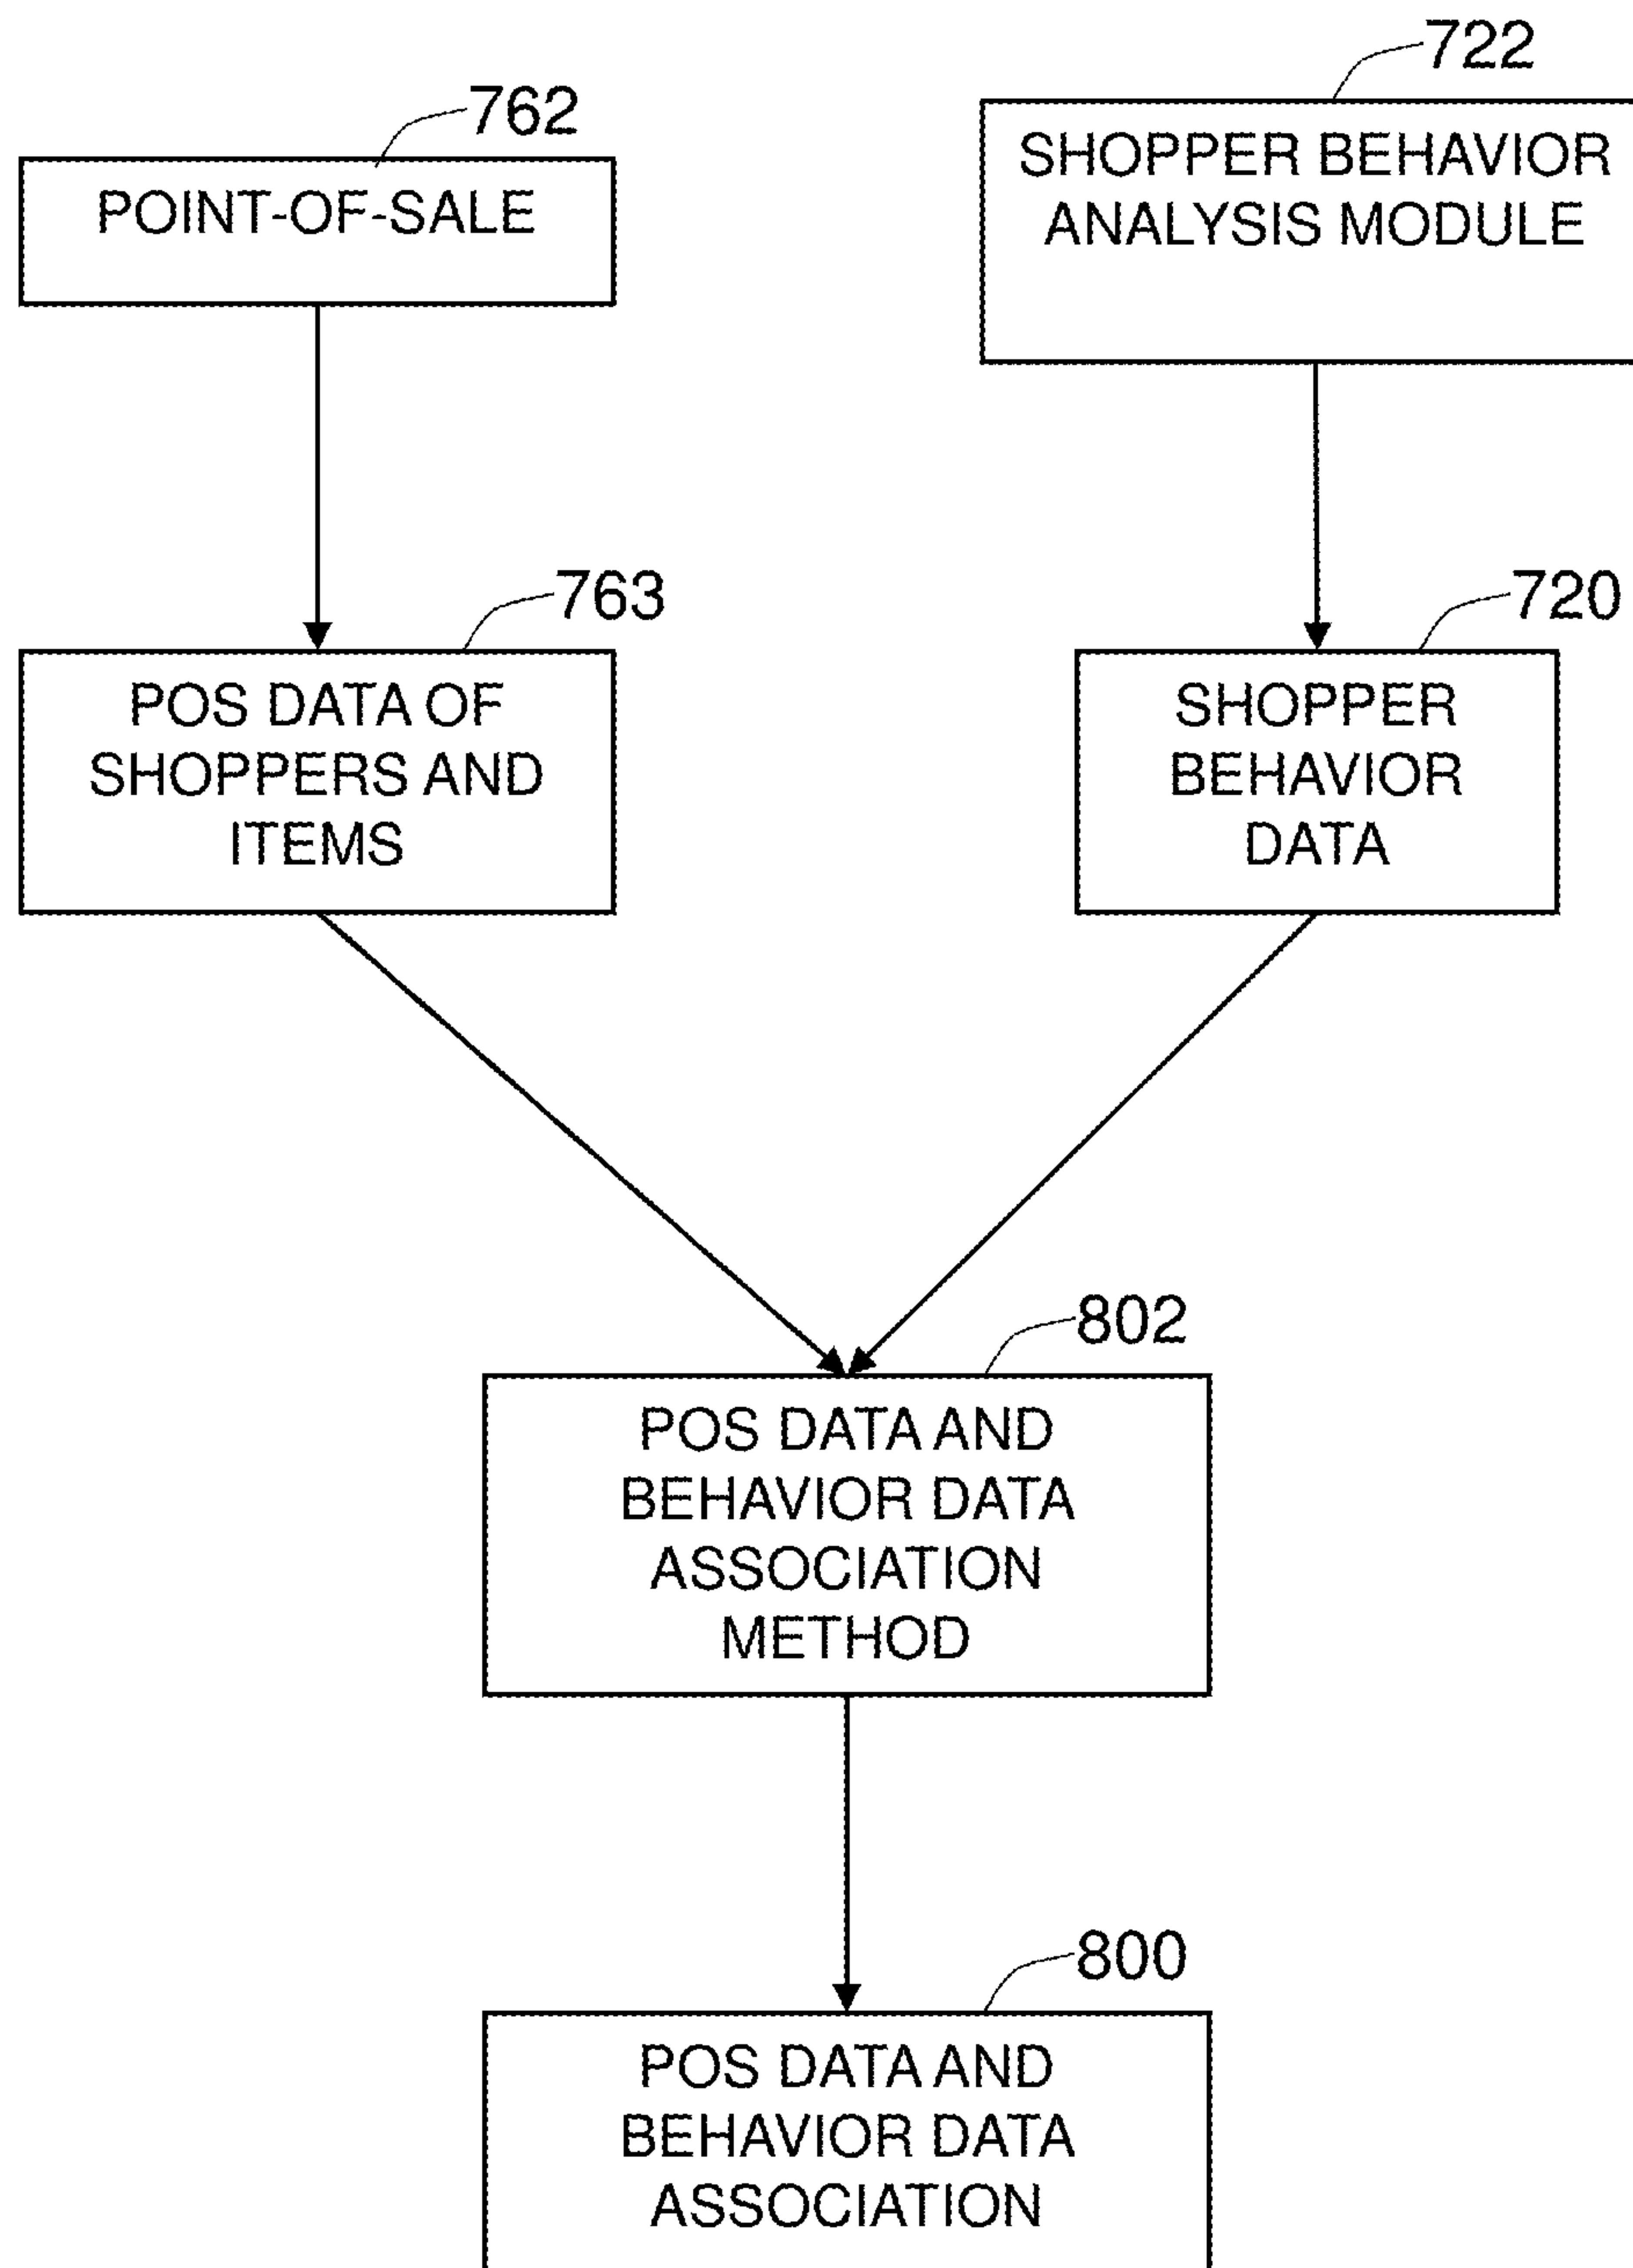 722
762
SHOPPER BEHAVIOR
ANALYSIS MODULE
POINT-OF-SALE
763
720
POS DATA OF
SHOPPERS AND
ITEMS
SHOPPER
BEHAVIOR
DATA
802
POS DATA AND
BEHAVIOR DATA
ASSOCIATION
METHOD
800
POS DATA AND
BEHAVIOR DATA
ASSOCIATION